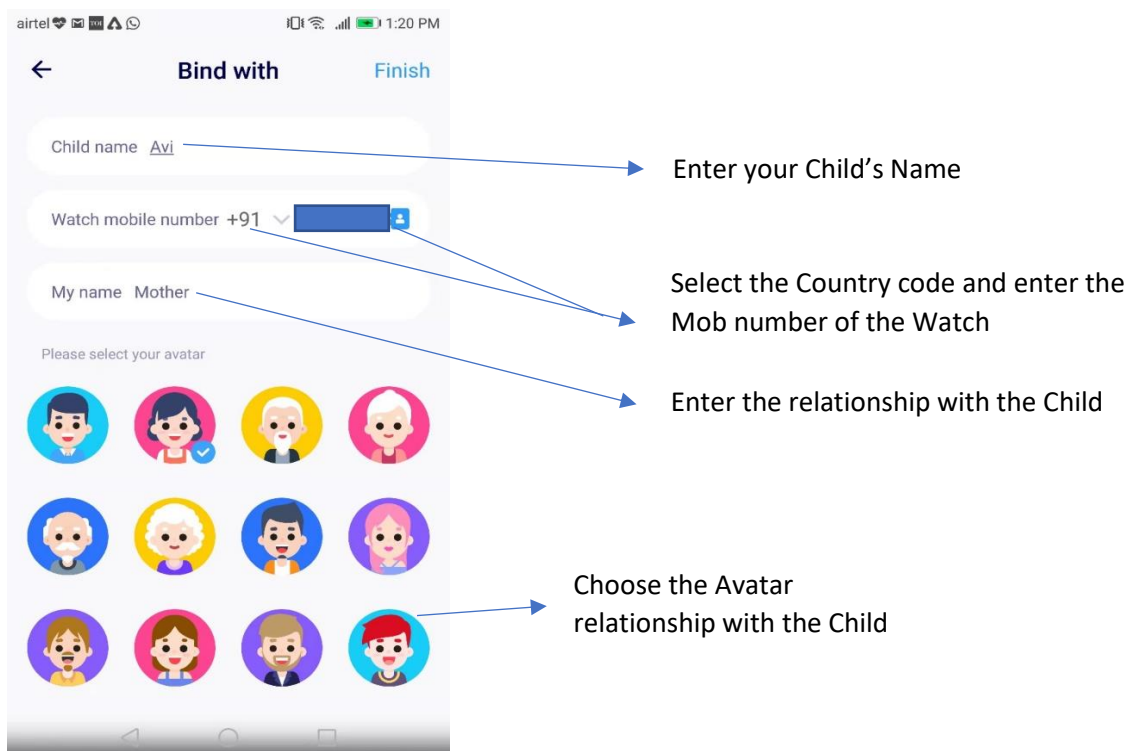 airtel 1:20 PM
Bind with Finish
Child name Avi
Enter your Child’s Name
Watch mobile number +91
Select the Country code and enter the
Mob number of the Watch
My name Mother
Enter the relationship with the Child
Please select your avatar
Choose the Avatar
relationship with the Child